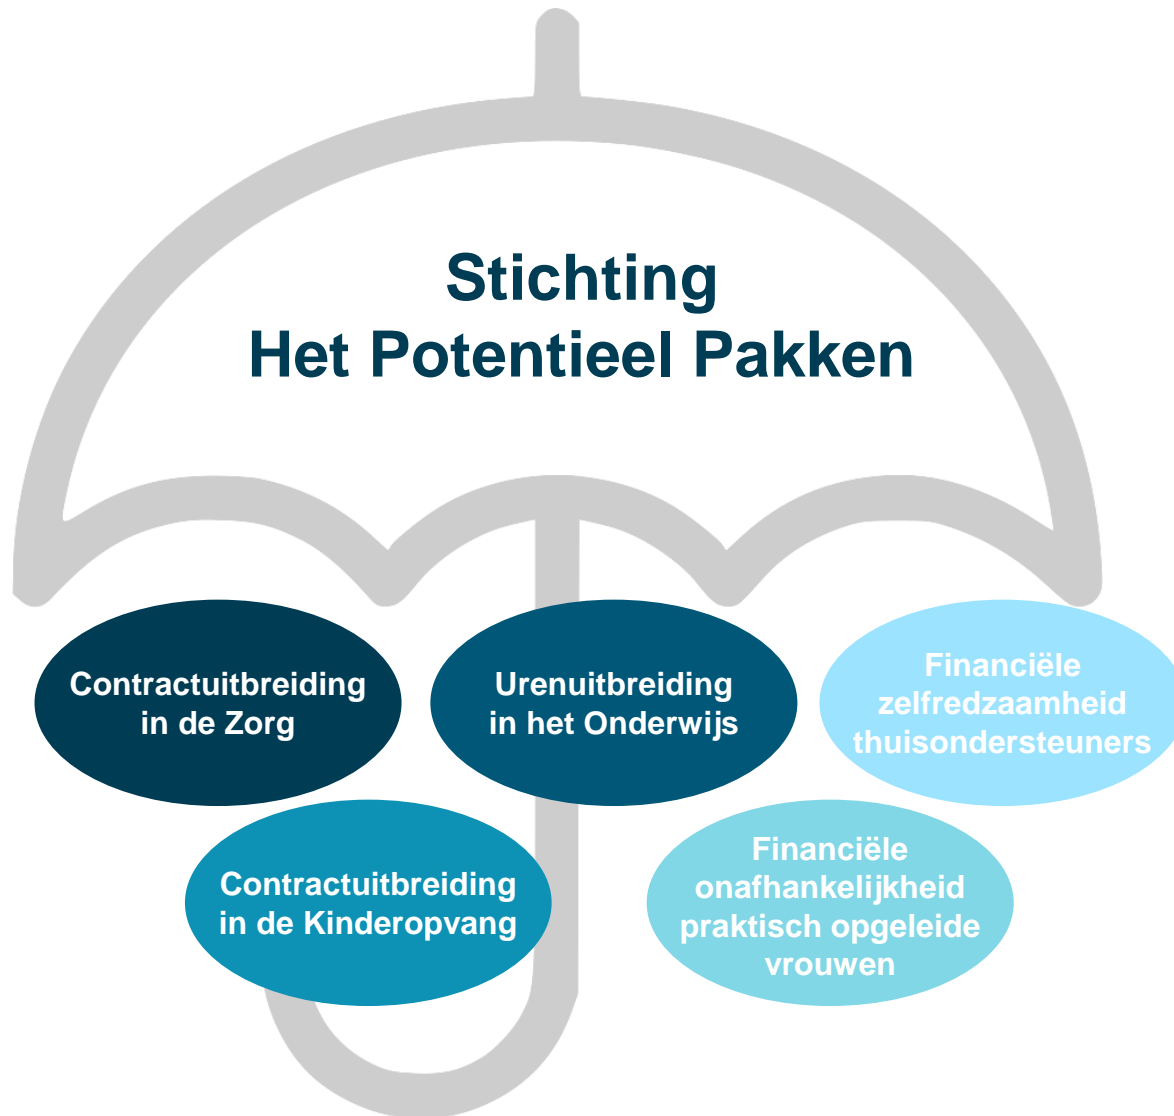 Stichting
Het Potentieel Pakken
Contractuitbreiding
in de Zorg
Urenuitbreiding
in het Onderwijs
Financiële
zelfredzaamheid
thuisondersteuners
Contractuitbreiding
in de Kinderopvang
Financiële
onafhankelijkheid
praktisch opgeleide
vrouwen